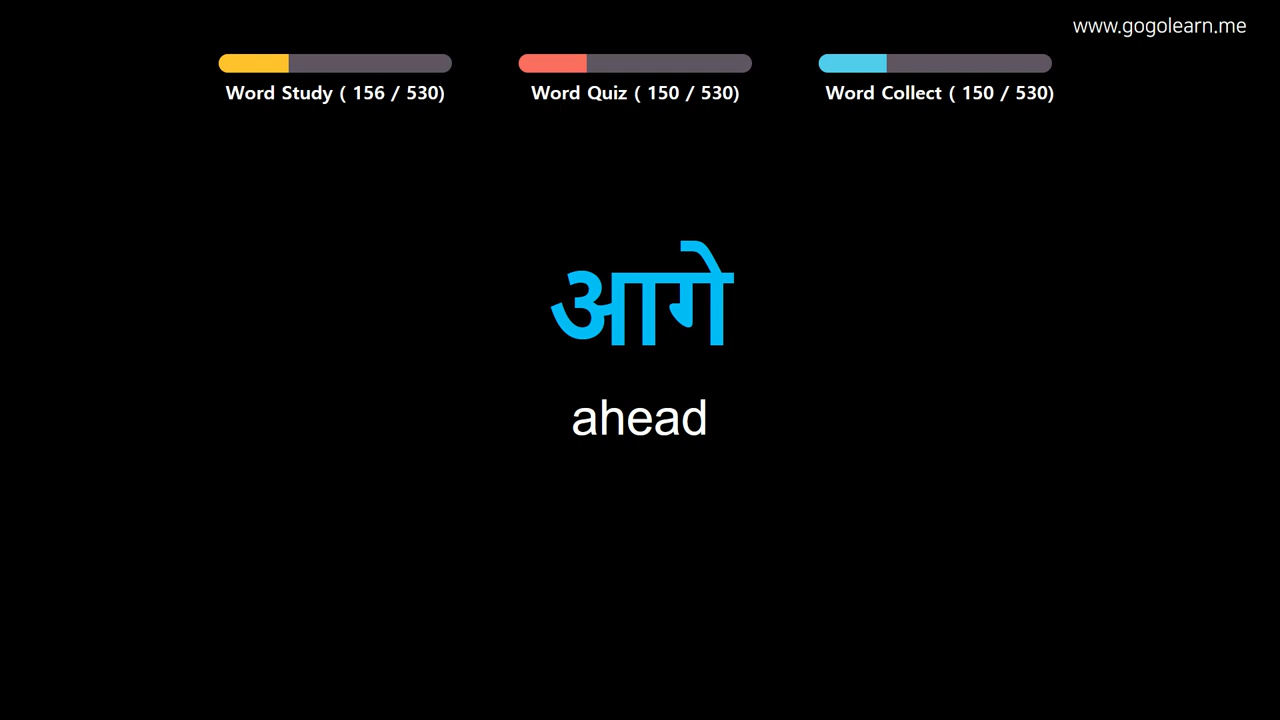 www.gogolearn.me
Word Study ( 156 / 530)
Word Quiz ( 150 / 530)
Word Collect ( 150 / 530)
आगे
ahead